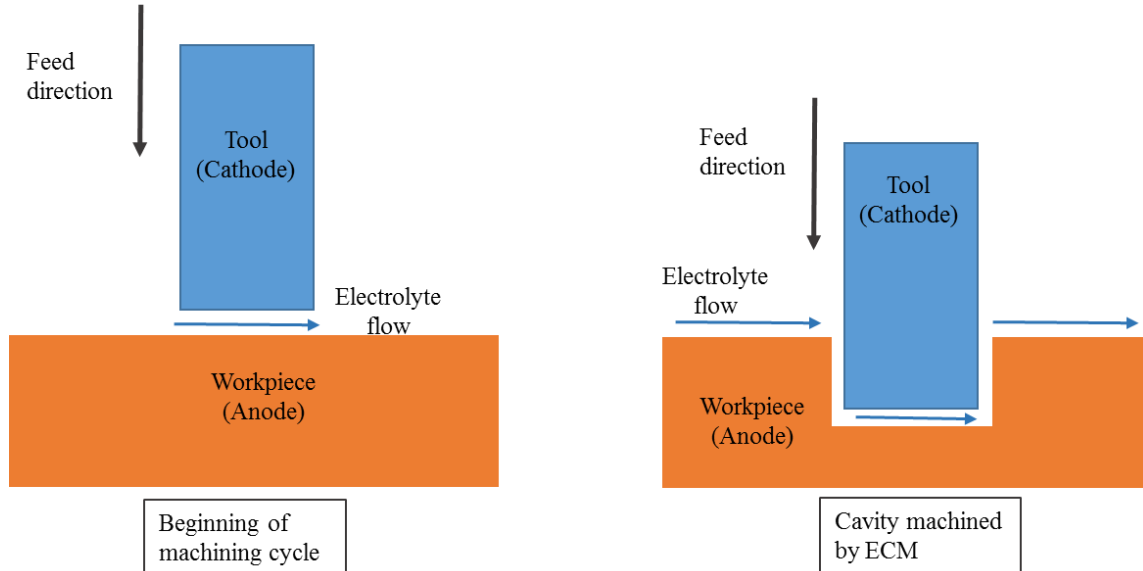 Feed
direction
Tool
(Cathode)
Electrolyte
flow
Workpiece
(Anode)
Beginning of
machining cycle
Feed
direction
Tool
(Cathode)
Electrolyte
flow
Workpiece
(Anode)
Cavity machined
by ECM